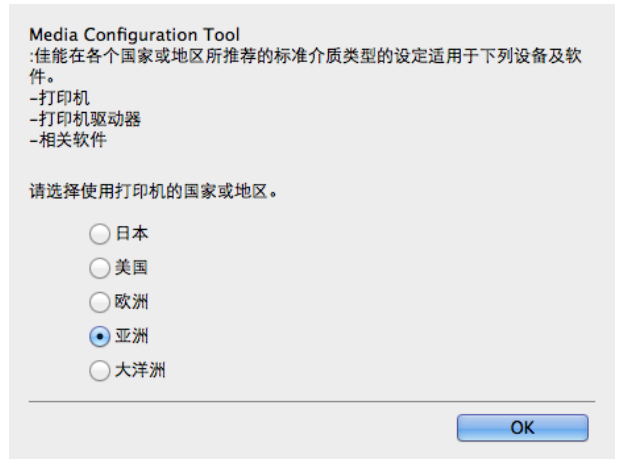 Media Configuration Tool
:佳能在各个国家或地区所推荐的标准介质类型的设定适用于下列设备及软
件。
-打印机
-打印机驱动器
-相关软件
请选择使用打印机的国家或地区。
日本
美国
欧洲
亚洲
大洋洲
OK